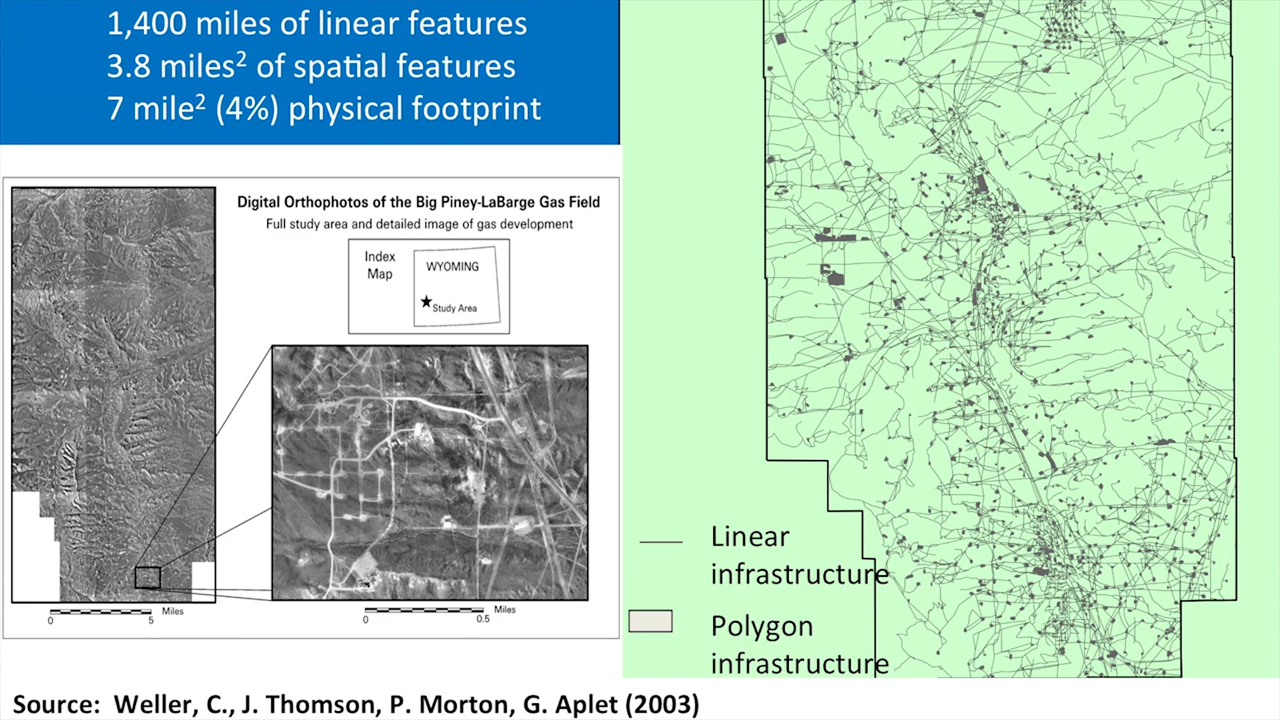 1,400 miles of linear features
3.8 miles² of spatial features
7 mile² (4%) physical footprint
Digital Orthophotos of the Big Piney-LaBarge Gas Field
Full study area and detailed image of gas development
Index
Map
WYOMING
Study Area
0 5 Miles
0 0.5 Miles
Linear
infrastructure
Polygon
infrastructure
Source: Weller, C., J. Thomson, P. Morton, G. Aplet (2003)